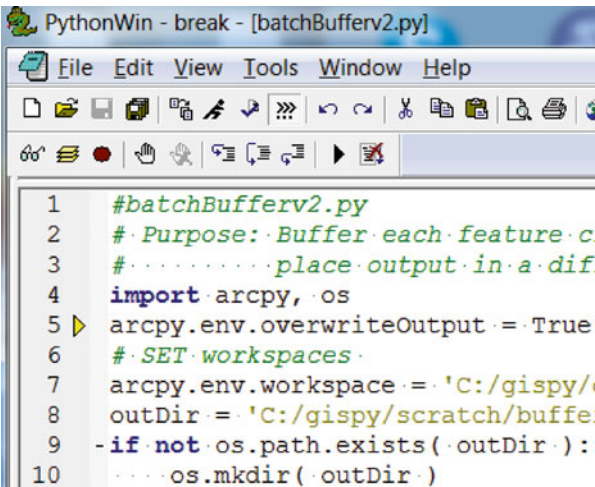 PythonWin - break - [batchBufferv2.py]
File Edit View Tools Window Help
1 #batchBufferv2.py
2 # Purpose: Buffer each feature
3 # place output in a
4 import arcpy, os
5 arcpy.env.overwriteOutput = True
6 # SET workspaces
7 arcpy.env.workspace = 'C:/gispy/
8 outDir = 'C:/gispy/scratch/
9 -if not os.path.exists( outDir ):
10 os.mkdir( outDir )